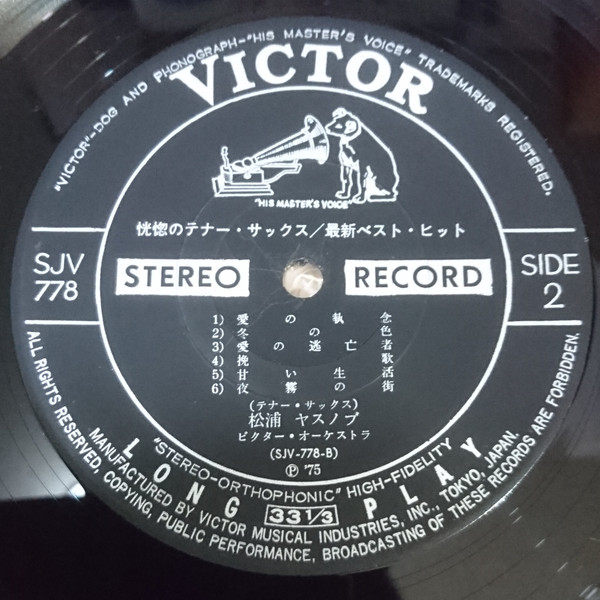 "VICTOR"-DOG AND PHONOGRAPH-"HIS MASTER'S VOICE" TRADEMARKS REGISTERED.
VICTOR
"HIS MASTER'S VOICE"
恍惚のテナー・サックス/最新ベスト・ヒット
SJV 778
STEREO RECORD
SIDE 2
1) 愛の執念
2) 冬の色
3) 愛の逃亡者
4) 挽歌
5) 甘い生活
6) 夜霧の街
(テナー・サックス)
松浦 ヤスノブ
ビクター・オーケストラ
(SJV-778-B)
Ⓟ '75
"STEREO-ORTHOPHONIC" HIGH-FIDELITY
LONG 33 1/3 PLAY
MANUFACTURED BY VICTOR MUSICAL INDUSTRIES, INC., TOKYO, JAPAN.
ALL RIGHTS RESERVED, COPYING, PUBLIC PERFORMANCE, BROADCASTING OF THESE RECORDS ARE FORBIDDEN.